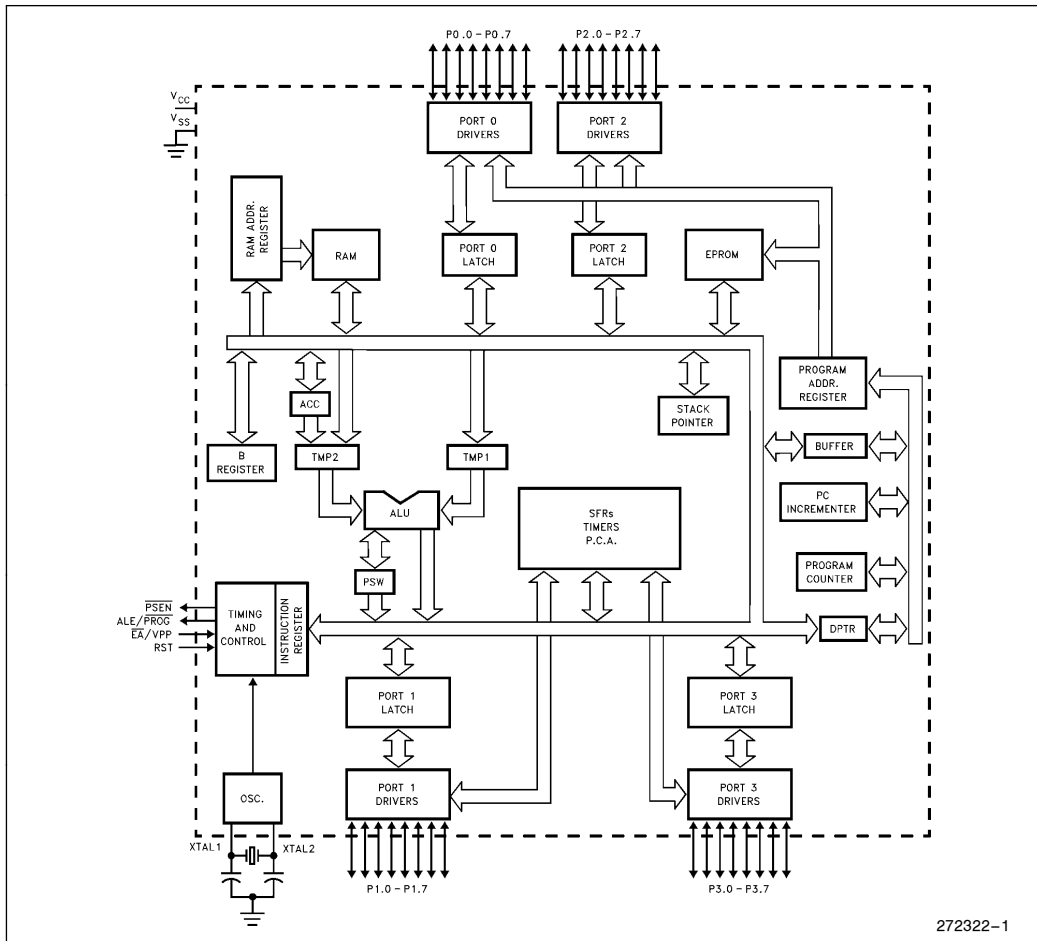 P0.0 – P0.7
P2.0 – P2.7
VCC
VSS
PORT 0
DRIVERS
PORT 2
DRIVERS
RAM ADDR.
REGISTER
RAM
PORT 0
LATCH
PORT 2
LATCH
EPROM
PROGRAM
ADDR.
REGISTER
ACC
STACK
POINTER
B
REGISTER
TMP2
TMP1
BUFFER
ALU
SFRs
TIMERS
P.C.A.
PC
INCREMENTER
PSW
PROGRAM
COUNTER
PSEN
ALE/PROG
EA/VPP
RST
TIMING
AND
CONTROL
INSTRUCTION
REGISTER
DPTR
PORT 1
LATCH
PORT 3
LATCH
OSC.
PORT 1
DRIVERS
PORT 3
DRIVERS
XTAL1
XTAL2
P1.0 – P1.7
P3.0 – P3.7
272322–1